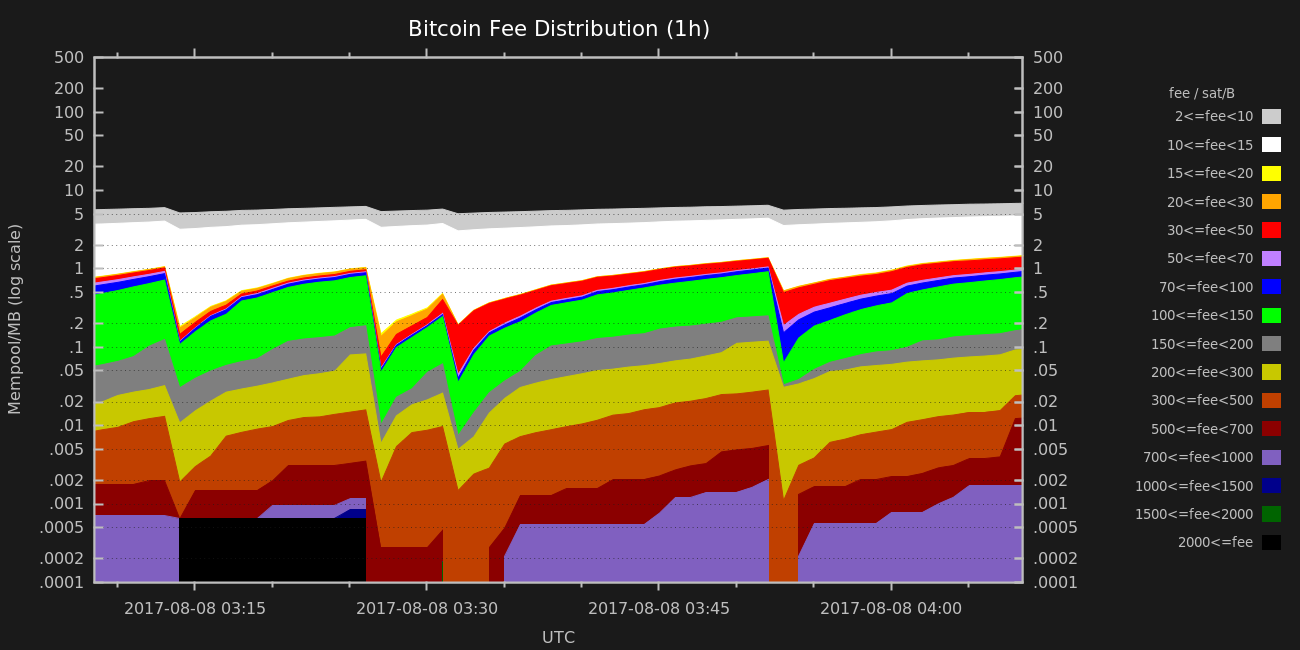 Bitcoin Fee Distribution (1h)
500
200
100
50
20
10
5
2
1
.5
.2
.1
.05
.02
.01
.005
.002
.001
.0005
.0002
.0001
Mempool/MB (log scale)
500
200
100
50
20
10
5
2
1
.5
.2
.1
.05
.02
.01
.005
.002
.001
.0005
.0002
.0001
2017-08-08 03:15
2017-08-08 03:30
2017-08-08 03:45
2017-08-08 04:00
UTC
fee / sat/B
2<=fee<10
10<=fee<15
15<=fee<20
20<=fee<30
30<=fee<50
50<=fee<70
70<=fee<100
100<=fee<150
150<=fee<200
200<=fee<300
300<=fee<500
500<=fee<700
700<=fee<1000
1000<=fee<1500
1500<=fee<2000
2000<=fee